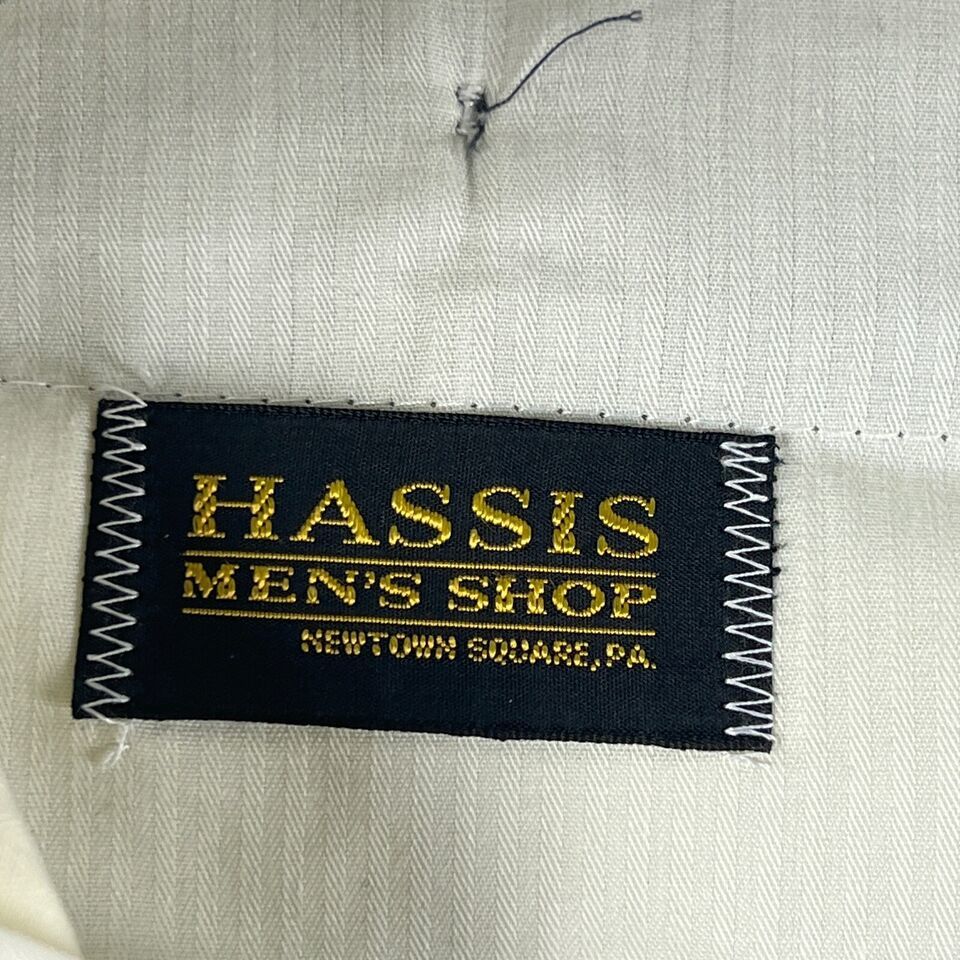 HASSIS
MEN'S SHOP
NEWTOWN SQUARE, PA.